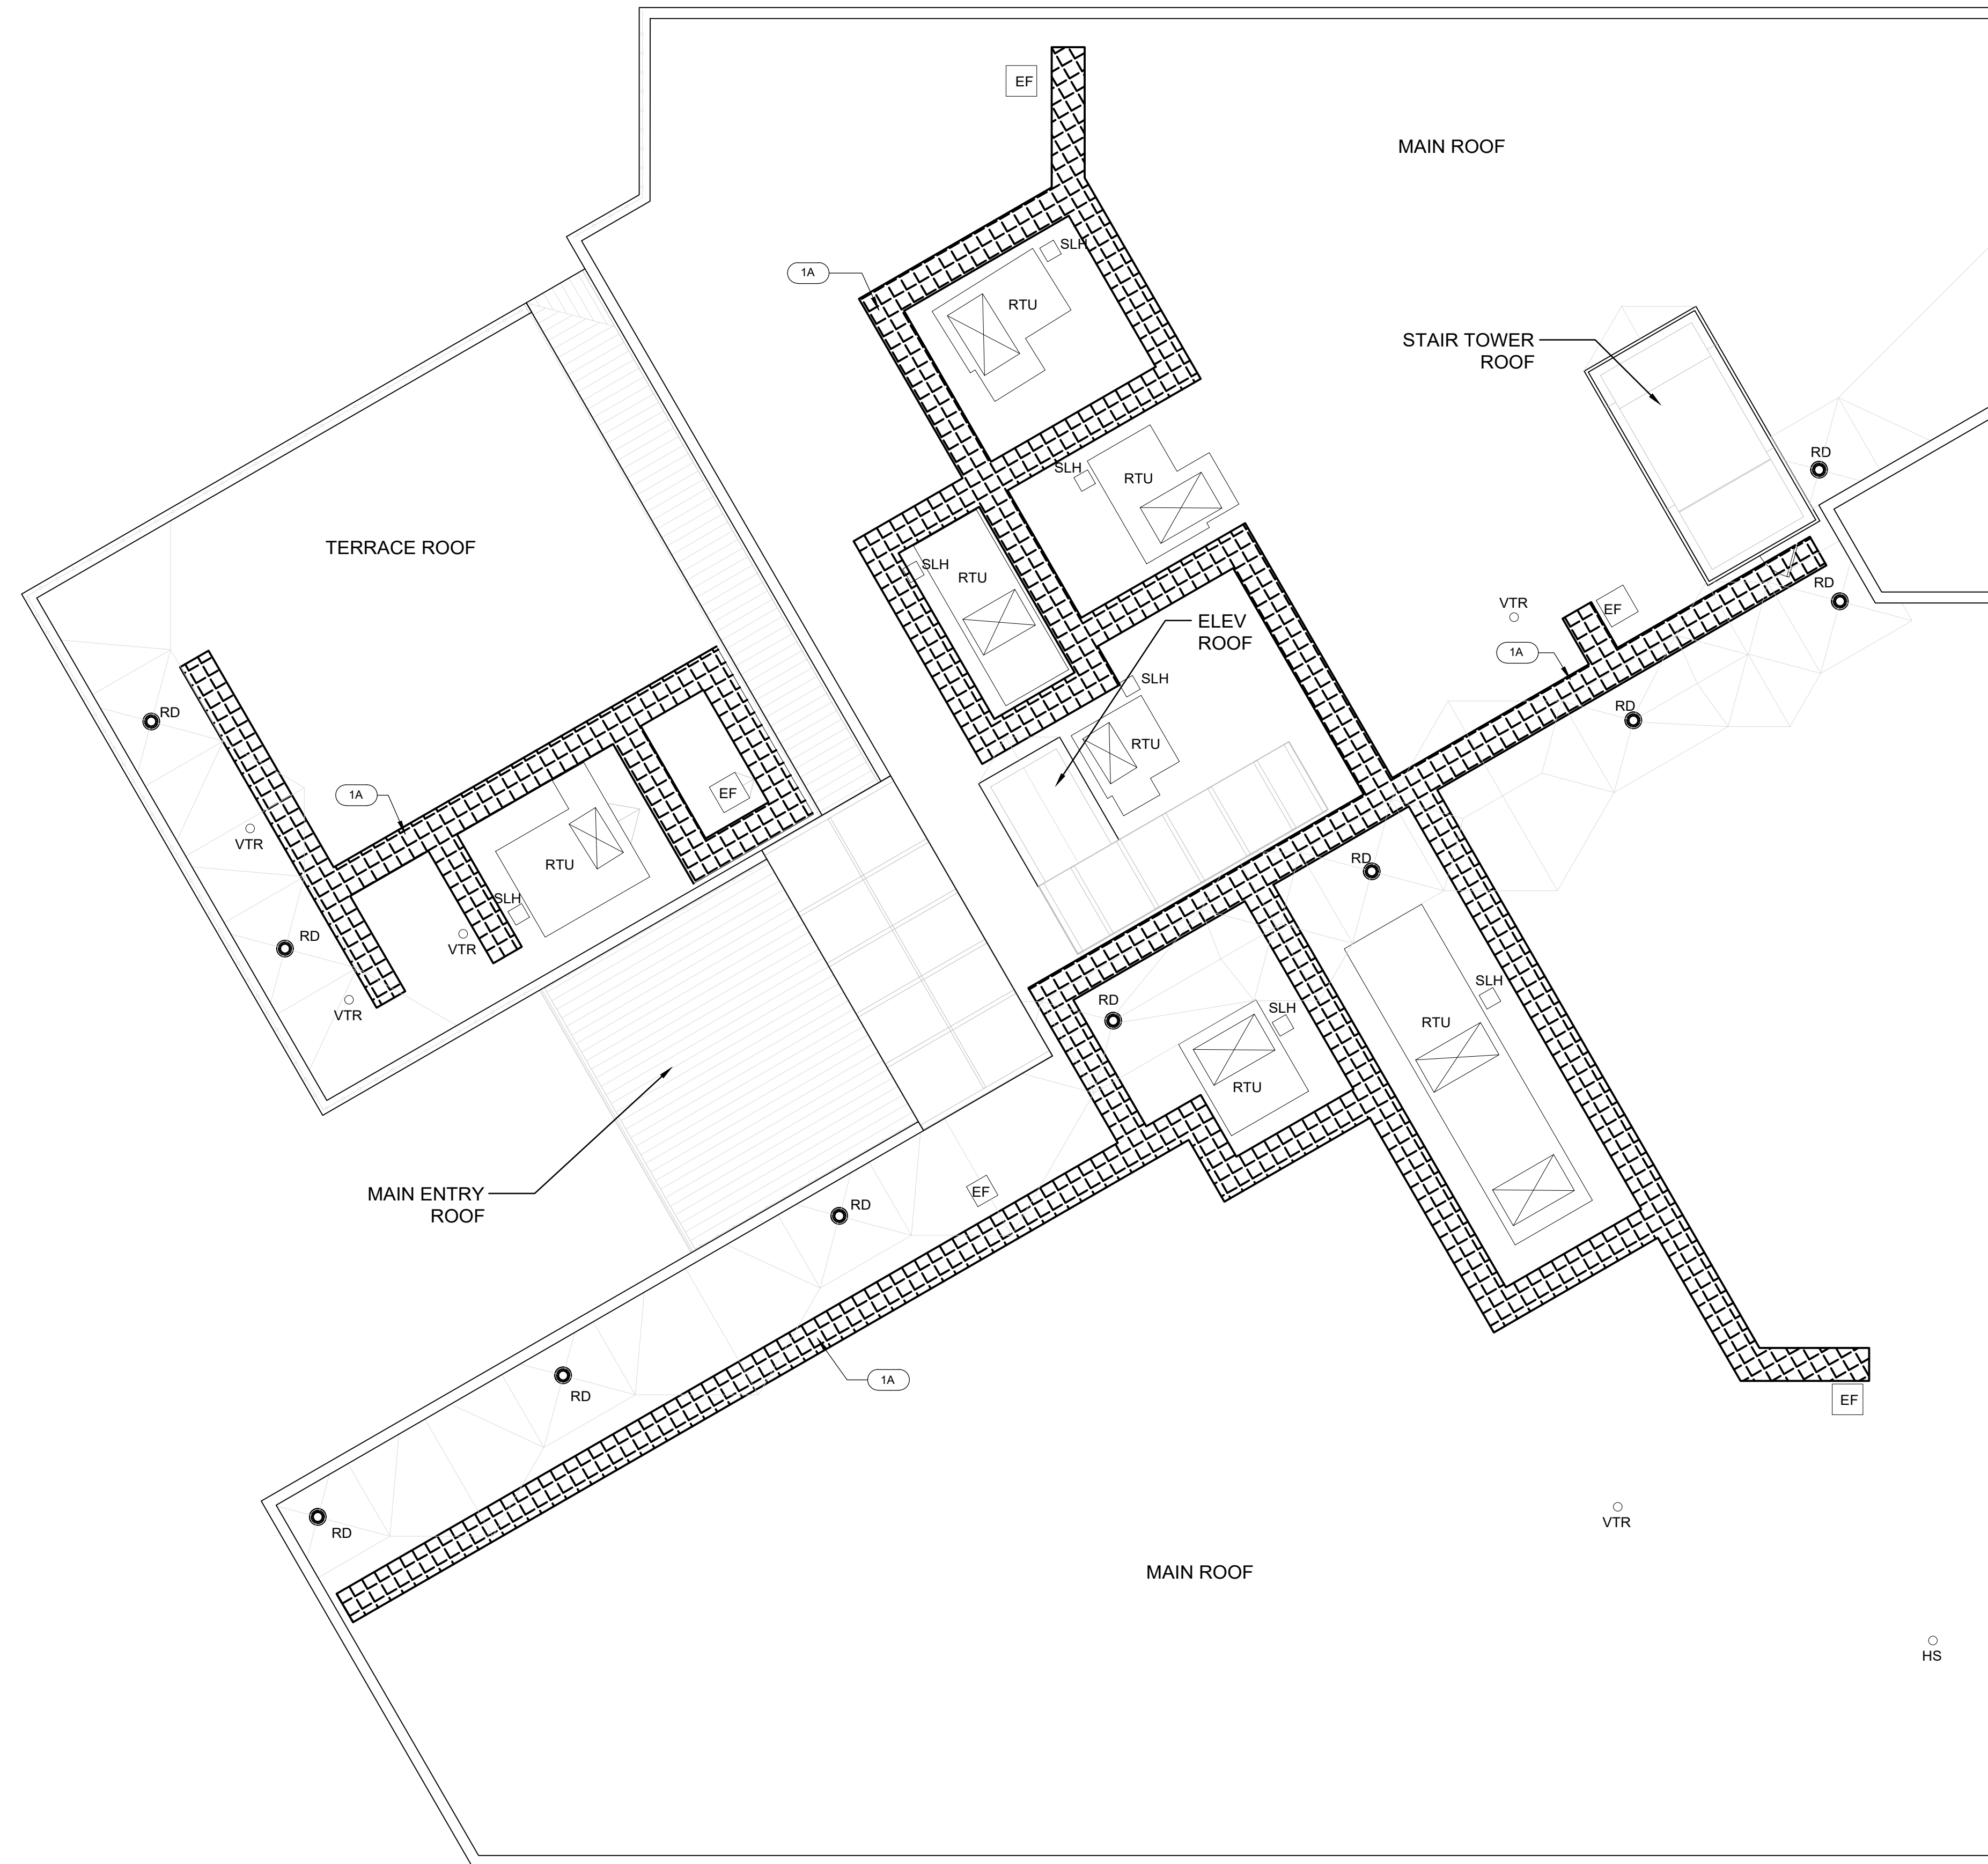 EF
MAIN ROOF
SLH
1A
RTU
STAIR TOWER
ROOF
RD
SLH
RTU
TERRACE ROOF
SLH
RTU
RD
VTR
EF
ELEV
ROOF
1A
SLH
RD
RD
RTU
1A
EF
VTR
RTU
RD
SLH
RD
VTR
SLH
RD
SLH
VTR
RTU
RTU
MAIN ENTRY
ROOF
EF
RD
1A
RD
EF
RD
VTR
MAIN ROOF
HS